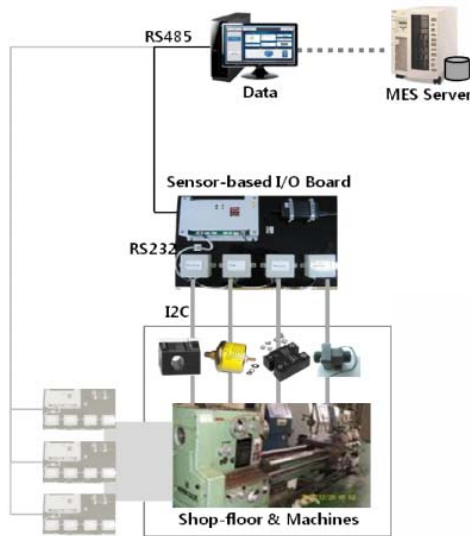 RS485
Data
MES Server
Sensor-based I/O Board
RS232
I2C
Shop-floor & Machines